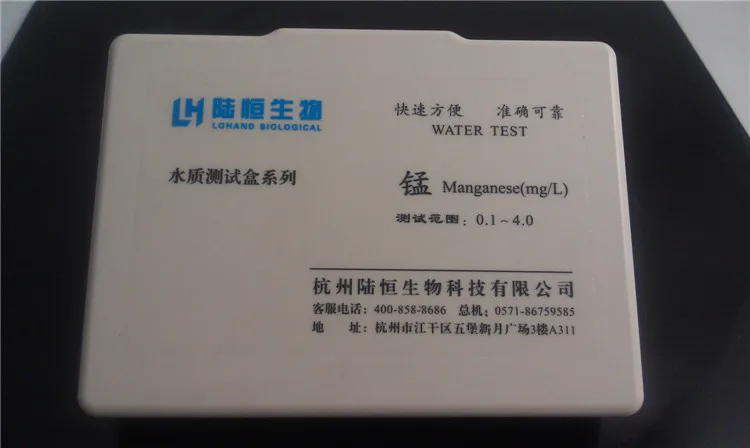 LH 陆恒生物
LOHAND BIOLOGICAL
快速方便 准确可靠
WATER TEST
水质测试盒系列
锰 Manganese(mg/L)
测试范围：0.1~4.0
杭州陆恒生物科技有限公司
客服电话：400-858-8686 总机：0571-86759585
地 址：杭州市江干区五堡新月广场3楼A311